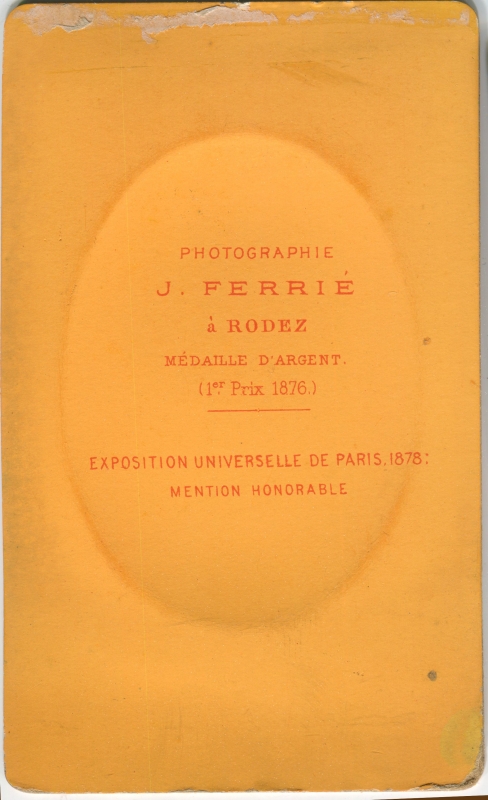 PHOTOGRAPHIE
J. FERRIÉ
à RODEZ
MÉDAILLE D'ARGENT.
(1er Prix 1876.)
EXPOSITION UNIVERSELLE DE PARIS, 1878:
MENTION HONORABLE